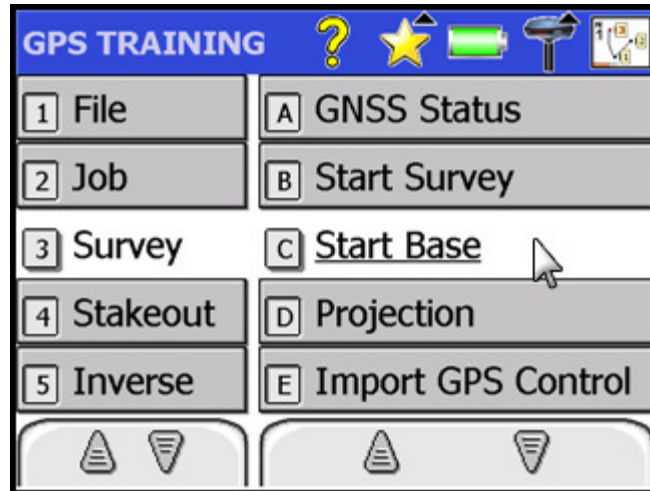 GPS TRAINING
1 File
A GNSS Status
2 Job
B Start Survey
3 Survey
C Start Base
4 Stakeout
D Projection
5 Inverse
E Import GPS Control